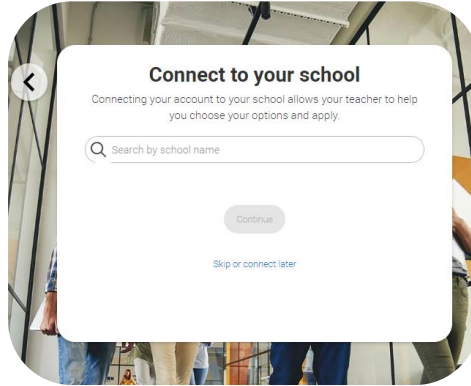 Connect to your school
Connecting your account to your school allows your teacher to help
you choose your options and apply.
Search by school name
Continue
Skip or connect later